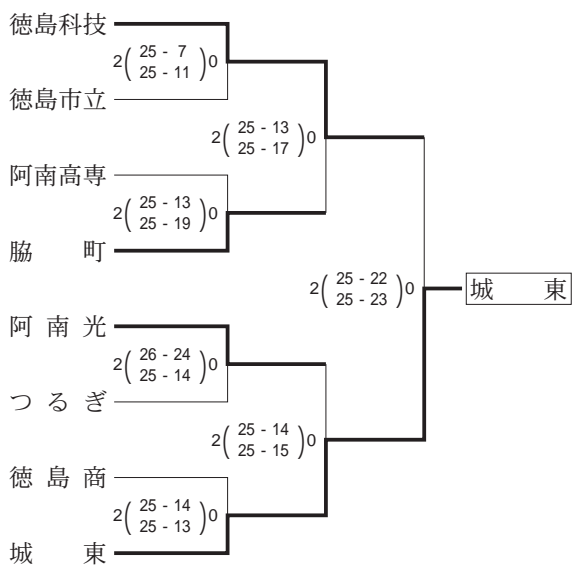 徳島科技
2(25 - 7
25 - 11)0
徳島市立
2(25 - 13
25 - 17)0
阿南高専
2(25 - 13
25 - 19)0
脇　町
2(25 - 22
25 - 23)0
城　東
阿南光
2(26 - 24
25 - 14)0
つるぎ
2(25 - 14
25 - 15)0
徳島商
2(25 - 14
25 - 13)0
城　東